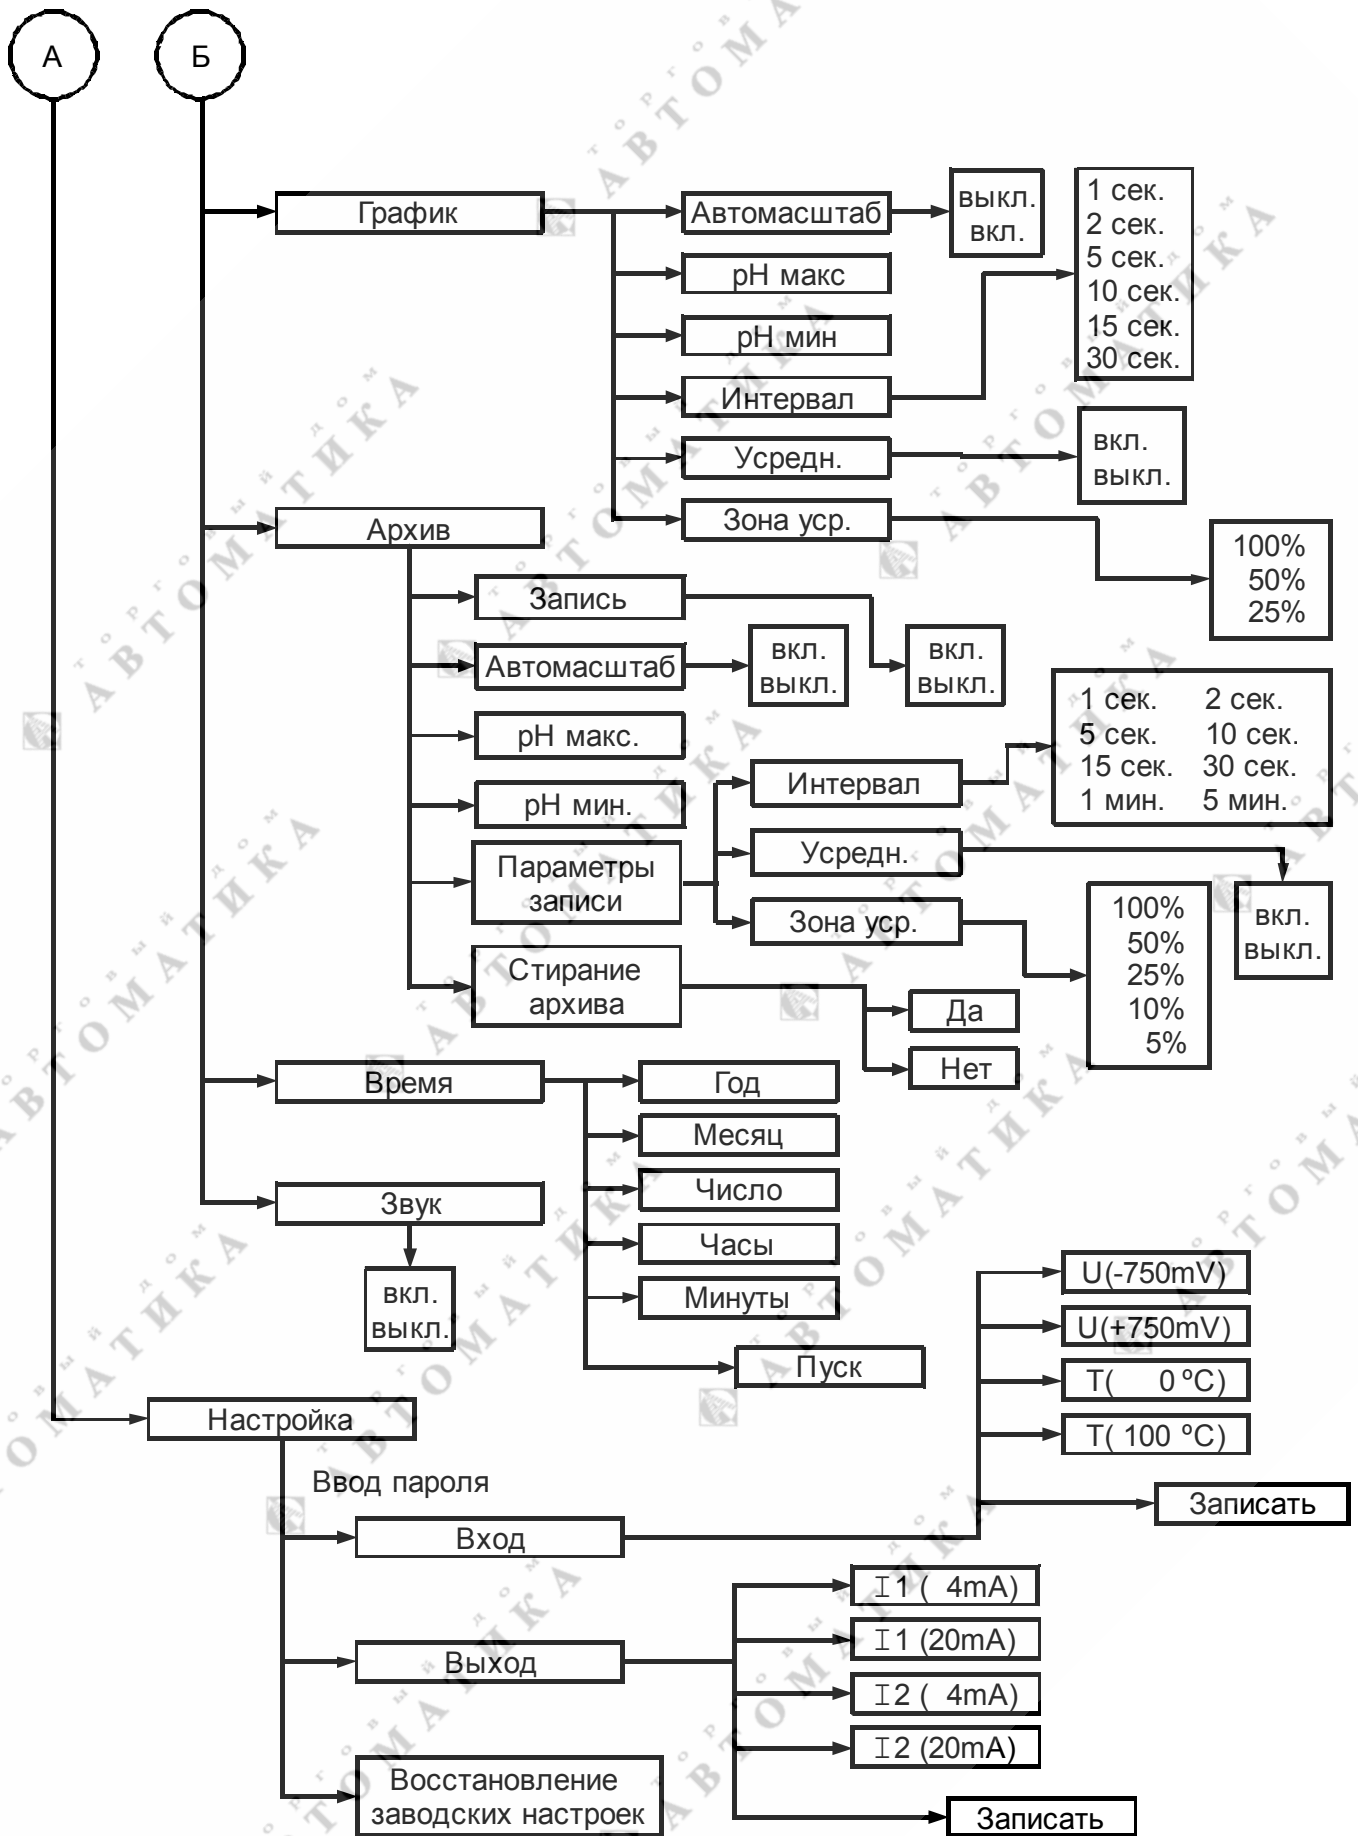 А
Б
График
Автомасштаб
выкл.
вкл.
pH макс
pH мин
Интервал
1 сек.
2 сек.
5 сек.
10 сек.
15 сек.
30 сек.
Усредн.
вкл.
выкл.
Зона уср.
100%
50%
25%
Архив
Запись
вкл.
выкл.
Автомасштаб
вкл.
выкл.
pH макс.
pH мин.
Параметры
записи
Интервал
1 сек. 2 сек.
5 сек. 10 сек.
15 сек. 30 сек.
1 мин. 5 мин.
Усредн.
вкл.
выкл.
Зона уср.
100%
50%
25%
10%
5%
Стирание
архива
Да
Нет
Время
Год
Месяц
Число
Часы
Минуты
Пуск
Звук
вкл.
выкл.
Настройка
Ввод пароля
Вход
U(-750mV)
U(+750mV)
T( 0 ºC)
T( 100 ºC)
Записать
Выход
I1 ( 4mA)
I1 (20mA)
I2 ( 4mA)
I2 (20mA)
Записать
Восстановление
заводских настроек
торговый дом
АВТОМАТИКА